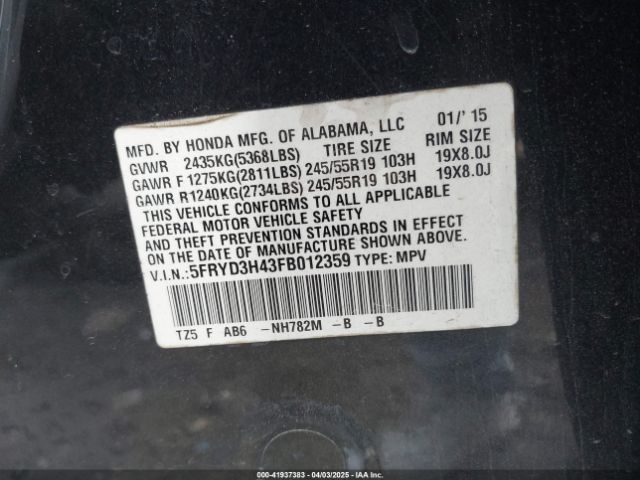 MFD. BY HONDA MFG. OF ALABAMA, LLC 01/' 15
GVWR 2435KG(5368LBS) TIRE SIZE RIM SIZE
GAWR F 1275KG(2811LBS) 245/55R19 103H 19X8.0J
GAWR R1240KG(2734LBS) 245/55R19 103H 19X8.0J
THIS VEHICLE CONFORMS TO ALL APPLICABLE
FEDERAL MOTOR VEHICLE SAFETY
AND THEFT PREVENTION STANDARDS IN EFFECT
ON THE DATE OF MANUFACTURE SHOWN ABOVE.
V.I.N.:5FRYD3H43FB012359 TYPE: MPV
TZ5 F AB6 -NH782M -B -B
000-41937383 - 04/03/2025 - IAAI.COM